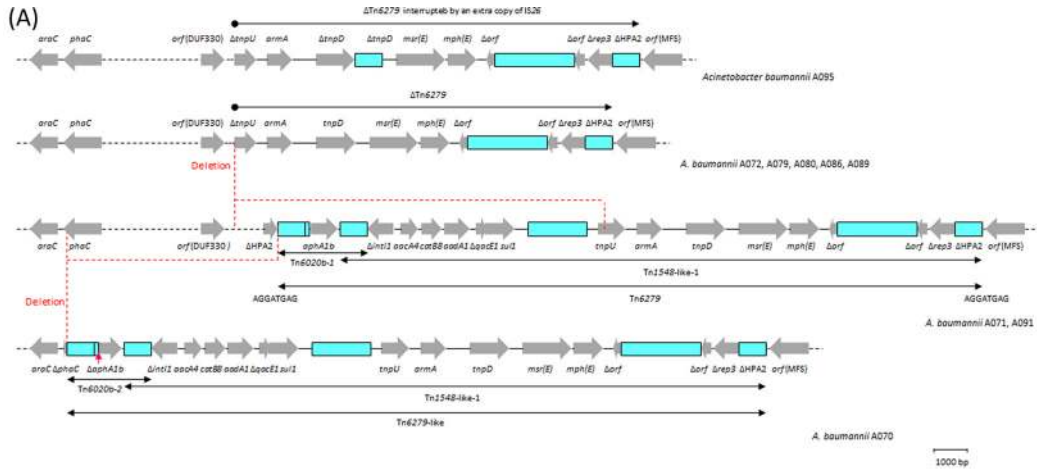 (A)
ΔTn6279 interrupteb by an extra copy of IS26
araC phaC orf(DUF330) ΔtnpU armA ΔtnpD ΔtnpD msr(E) mph(E) Δorf Δorf Δrep3 ΔHPA2 orf(MFS)
Acinetobacter baumannii A095
ΔTn6279
araC phaC orf(DUF330) ΔtnpU armA tnpD msr(E) mph(E) Δorf Δorf Δrep3 ΔHPA2 orf(MFS)
A. baumannii A072, A079, A080, A086, A089
Deletion
araC phaC orf(DUF330) ΔHPA2 aphA1b ΔintI1 aacA4 catB8 aadA1 ΔqacE1 sul1 tnpU armA tnpD msr(E) mph(E) Δorf Δorf Δrep3 ΔHPA2 orf(MFS)
Tn6020b-1
Tn1548-like-1
AGGATGAG Tn6279 AGGATGAG
Deletion
A. baumannii A071, A091
araC ΔphaC ΔaphA1b ΔintI1 aacA4 catB8 aadA1 ΔqacE1 sul1 tnpU armA tnpD msr(E) mph(E) Δorf Δorf Δrep3 ΔHPA2 orf(MFS)
Tn6020b-2
Tn1548-like-1
Tn6279-like
A. baumannii A070
1000 bp